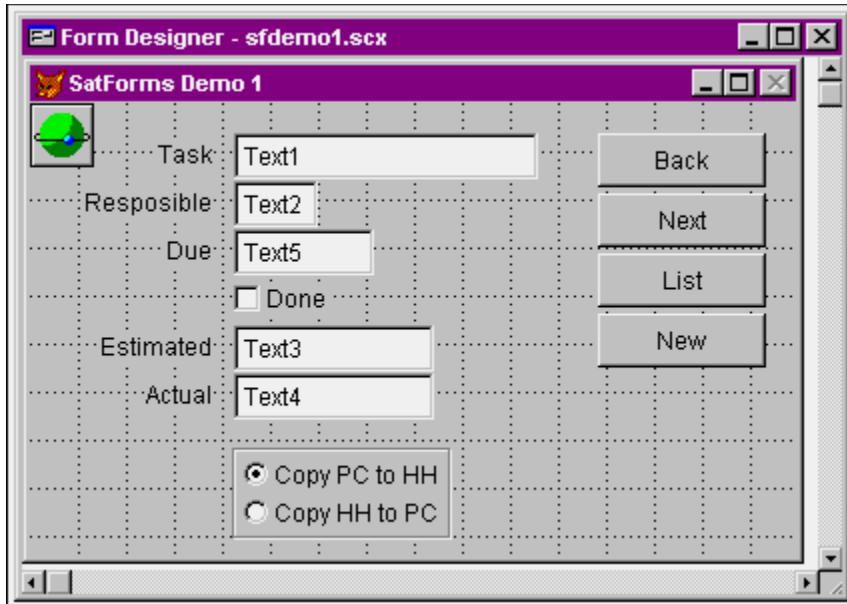 Form Designer - sfdemo1.scx
SatForms Demo 1
Task Text1 Back
Resposible Text2 Next
Due Text5 List
Done
Estimated Text3 New
Actual Text4
Copy PC to HH
Copy HH to PC